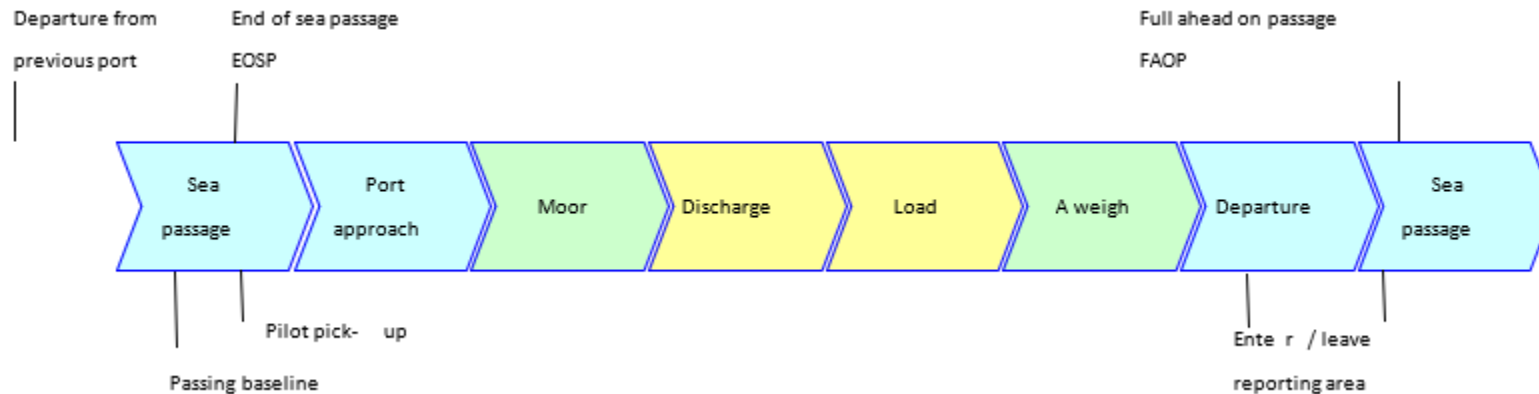 Departure from
previous port
End of sea passage
EOSP
Full ahead on passage
FAOP
Sea
passage
Port
approach
Moor
Discharge
Load
A weigh
Departure
Sea
passage
Pilot pick- up
Passing baseline
Ente r / leave
reporting area